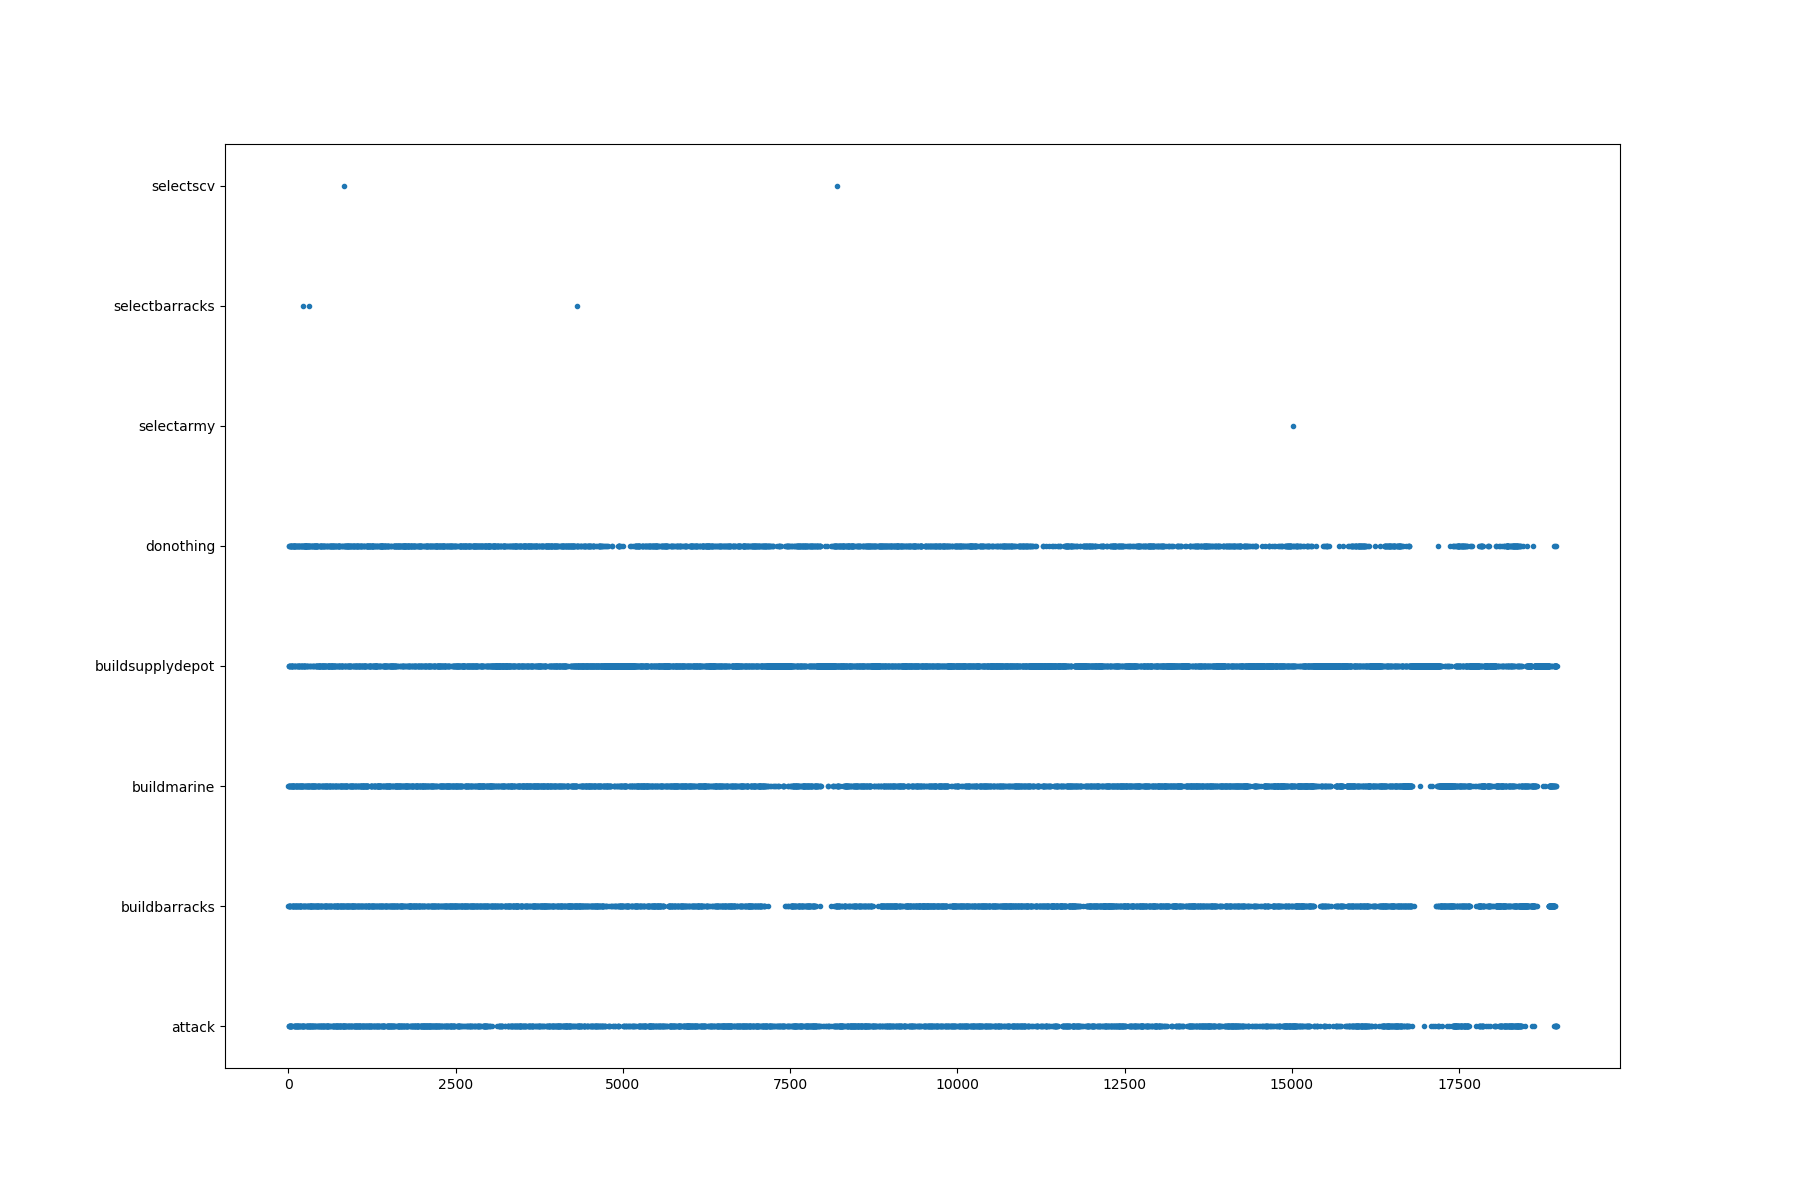 selectscv
selectbarracks
selectarmy
donothing
buildsupplydepot
buildmarine
buildbarracks
attack
0 2500 5000 7500 10000 12500 15000 17500